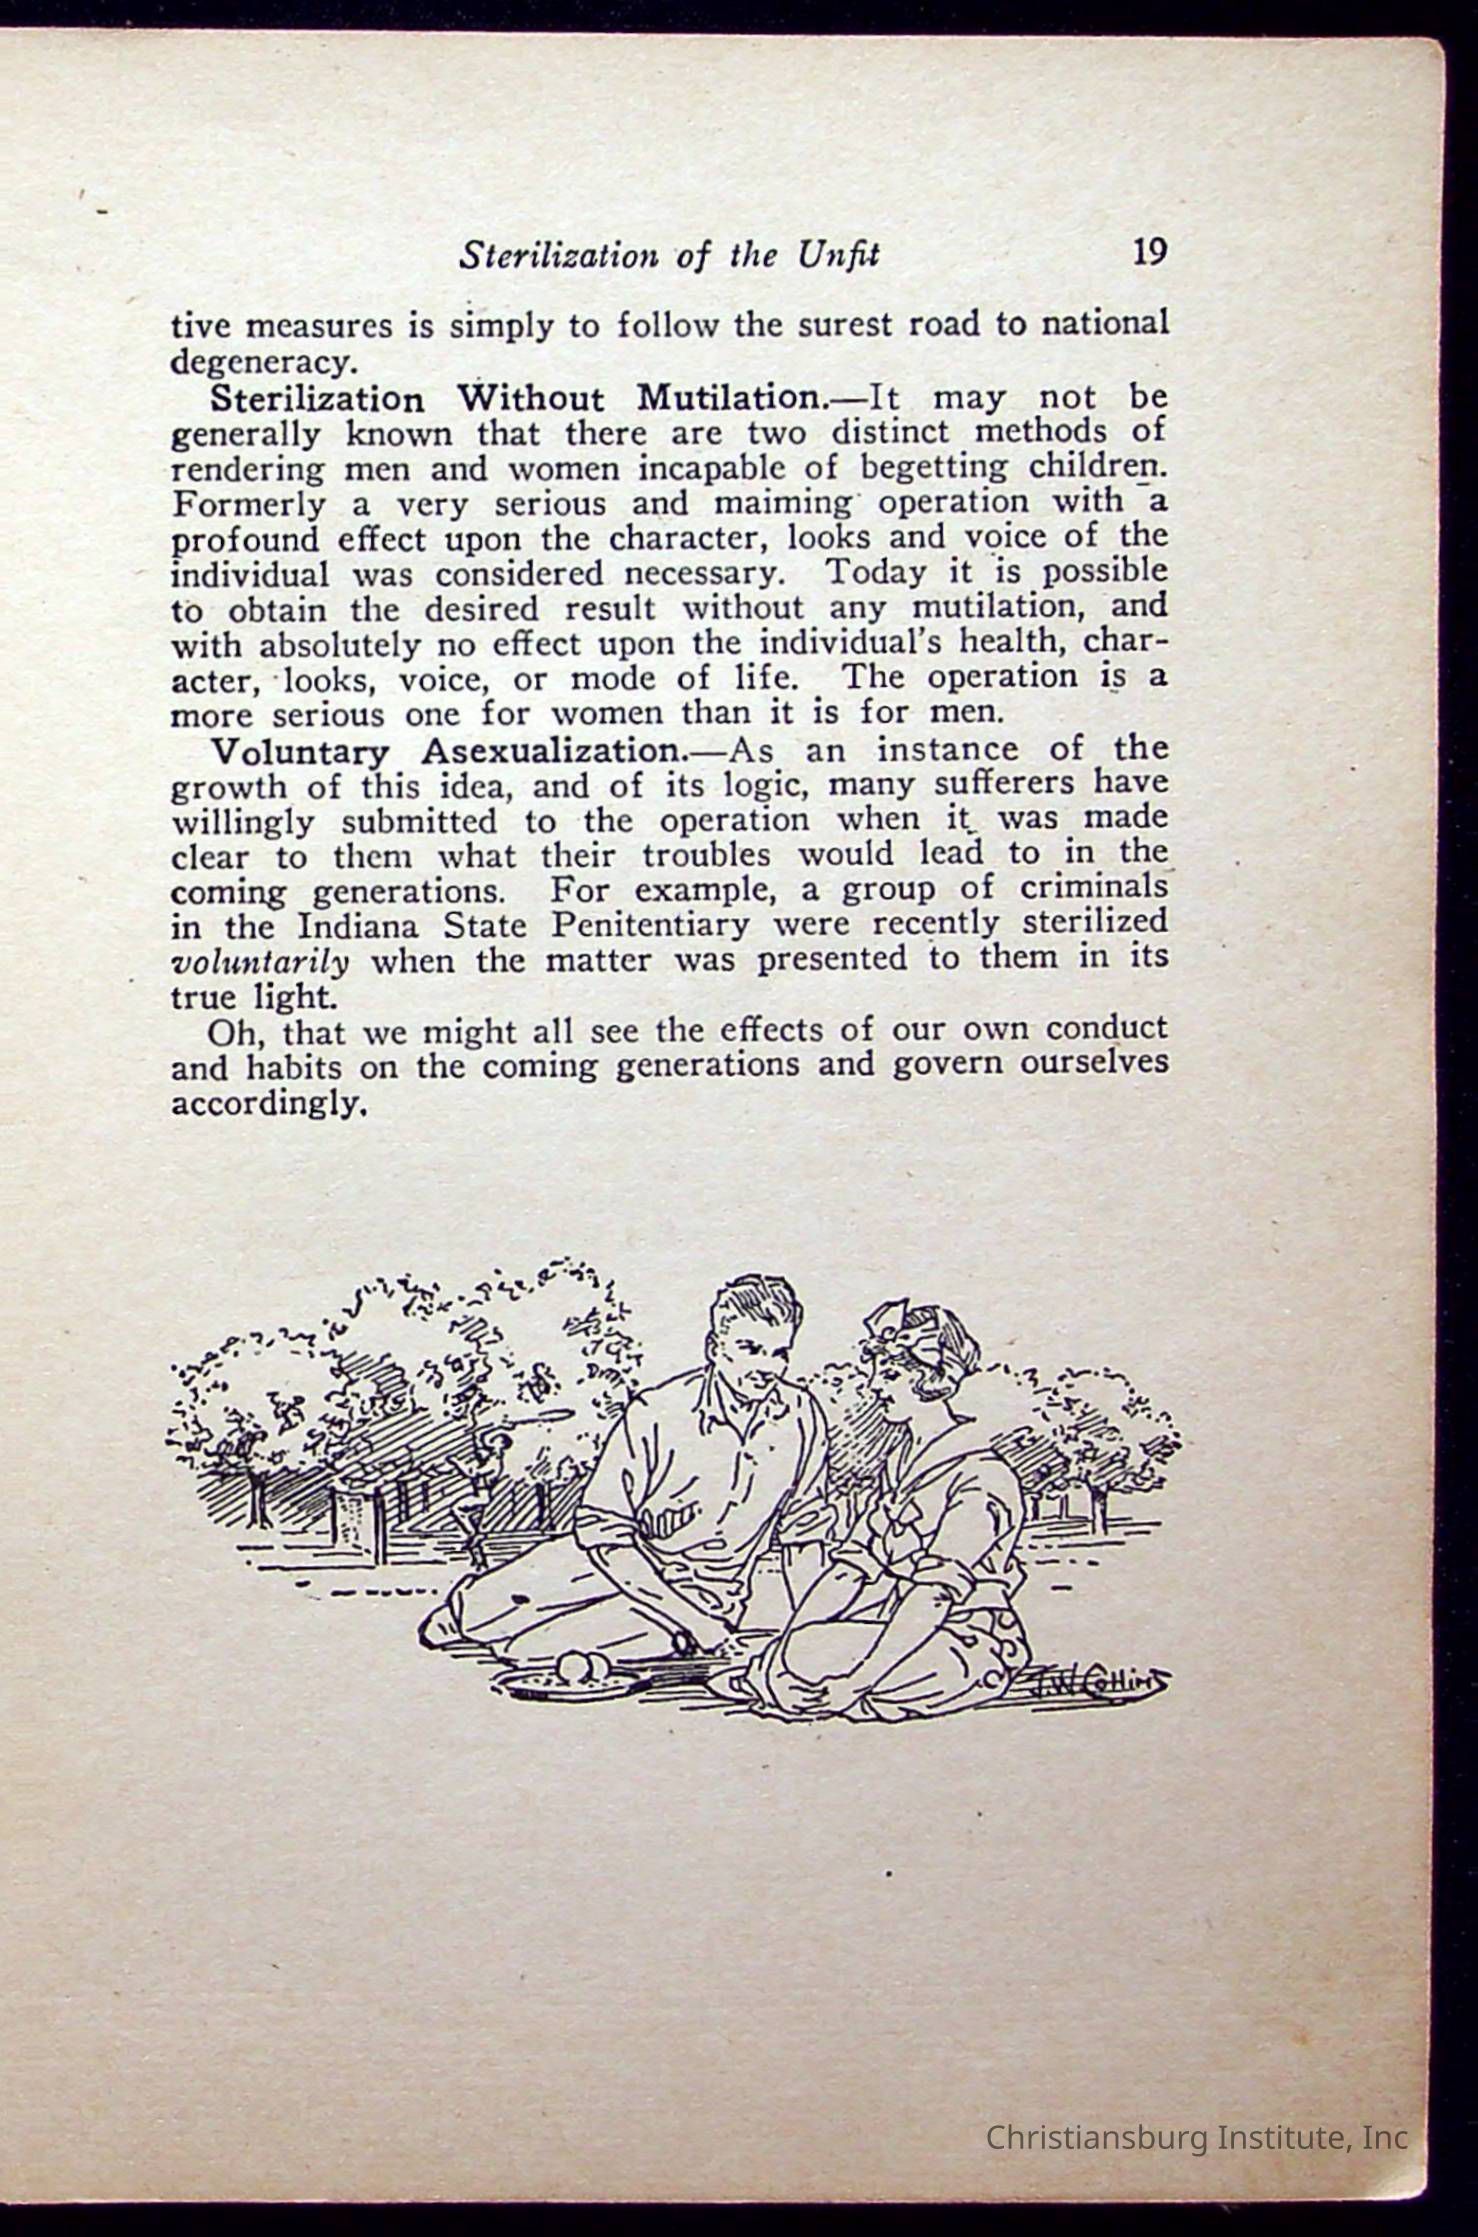 Sterilization of the Unfit 19
tive measures is simply to follow the surest road to national
degeneracy.
Sterilization Without Mutilation.—It may not be
generally known that there are two distinct methods of
rendering men and women incapable of begetting children.
Formerly a very serious and maiming operation with a
profound effect upon the character, looks and voice of the
individual was considered necessary. Today it is possible
to obtain the desired result without any mutilation, and
with absolutely no effect upon the individual's health, char-
acter, looks, voice, or mode of life. The operation is a
more serious one for women than it is for men.
Voluntary Asexualization.—As an instance of the
growth of this idea, and of its logic, many sufferers have
willingly submitted to the operation when it was made
clear to them what their troubles would lead to in the
coming generations. For example, a group of criminals
in the Indiana State Penitentiary were recently sterilized
voluntarily when the matter was presented to them in its
true light.
Oh, that we might all see the effects of our own conduct
and habits on the coming generations and govern ourselves
accordingly.
J.W. Collins
Christiansburg Institute, Inc